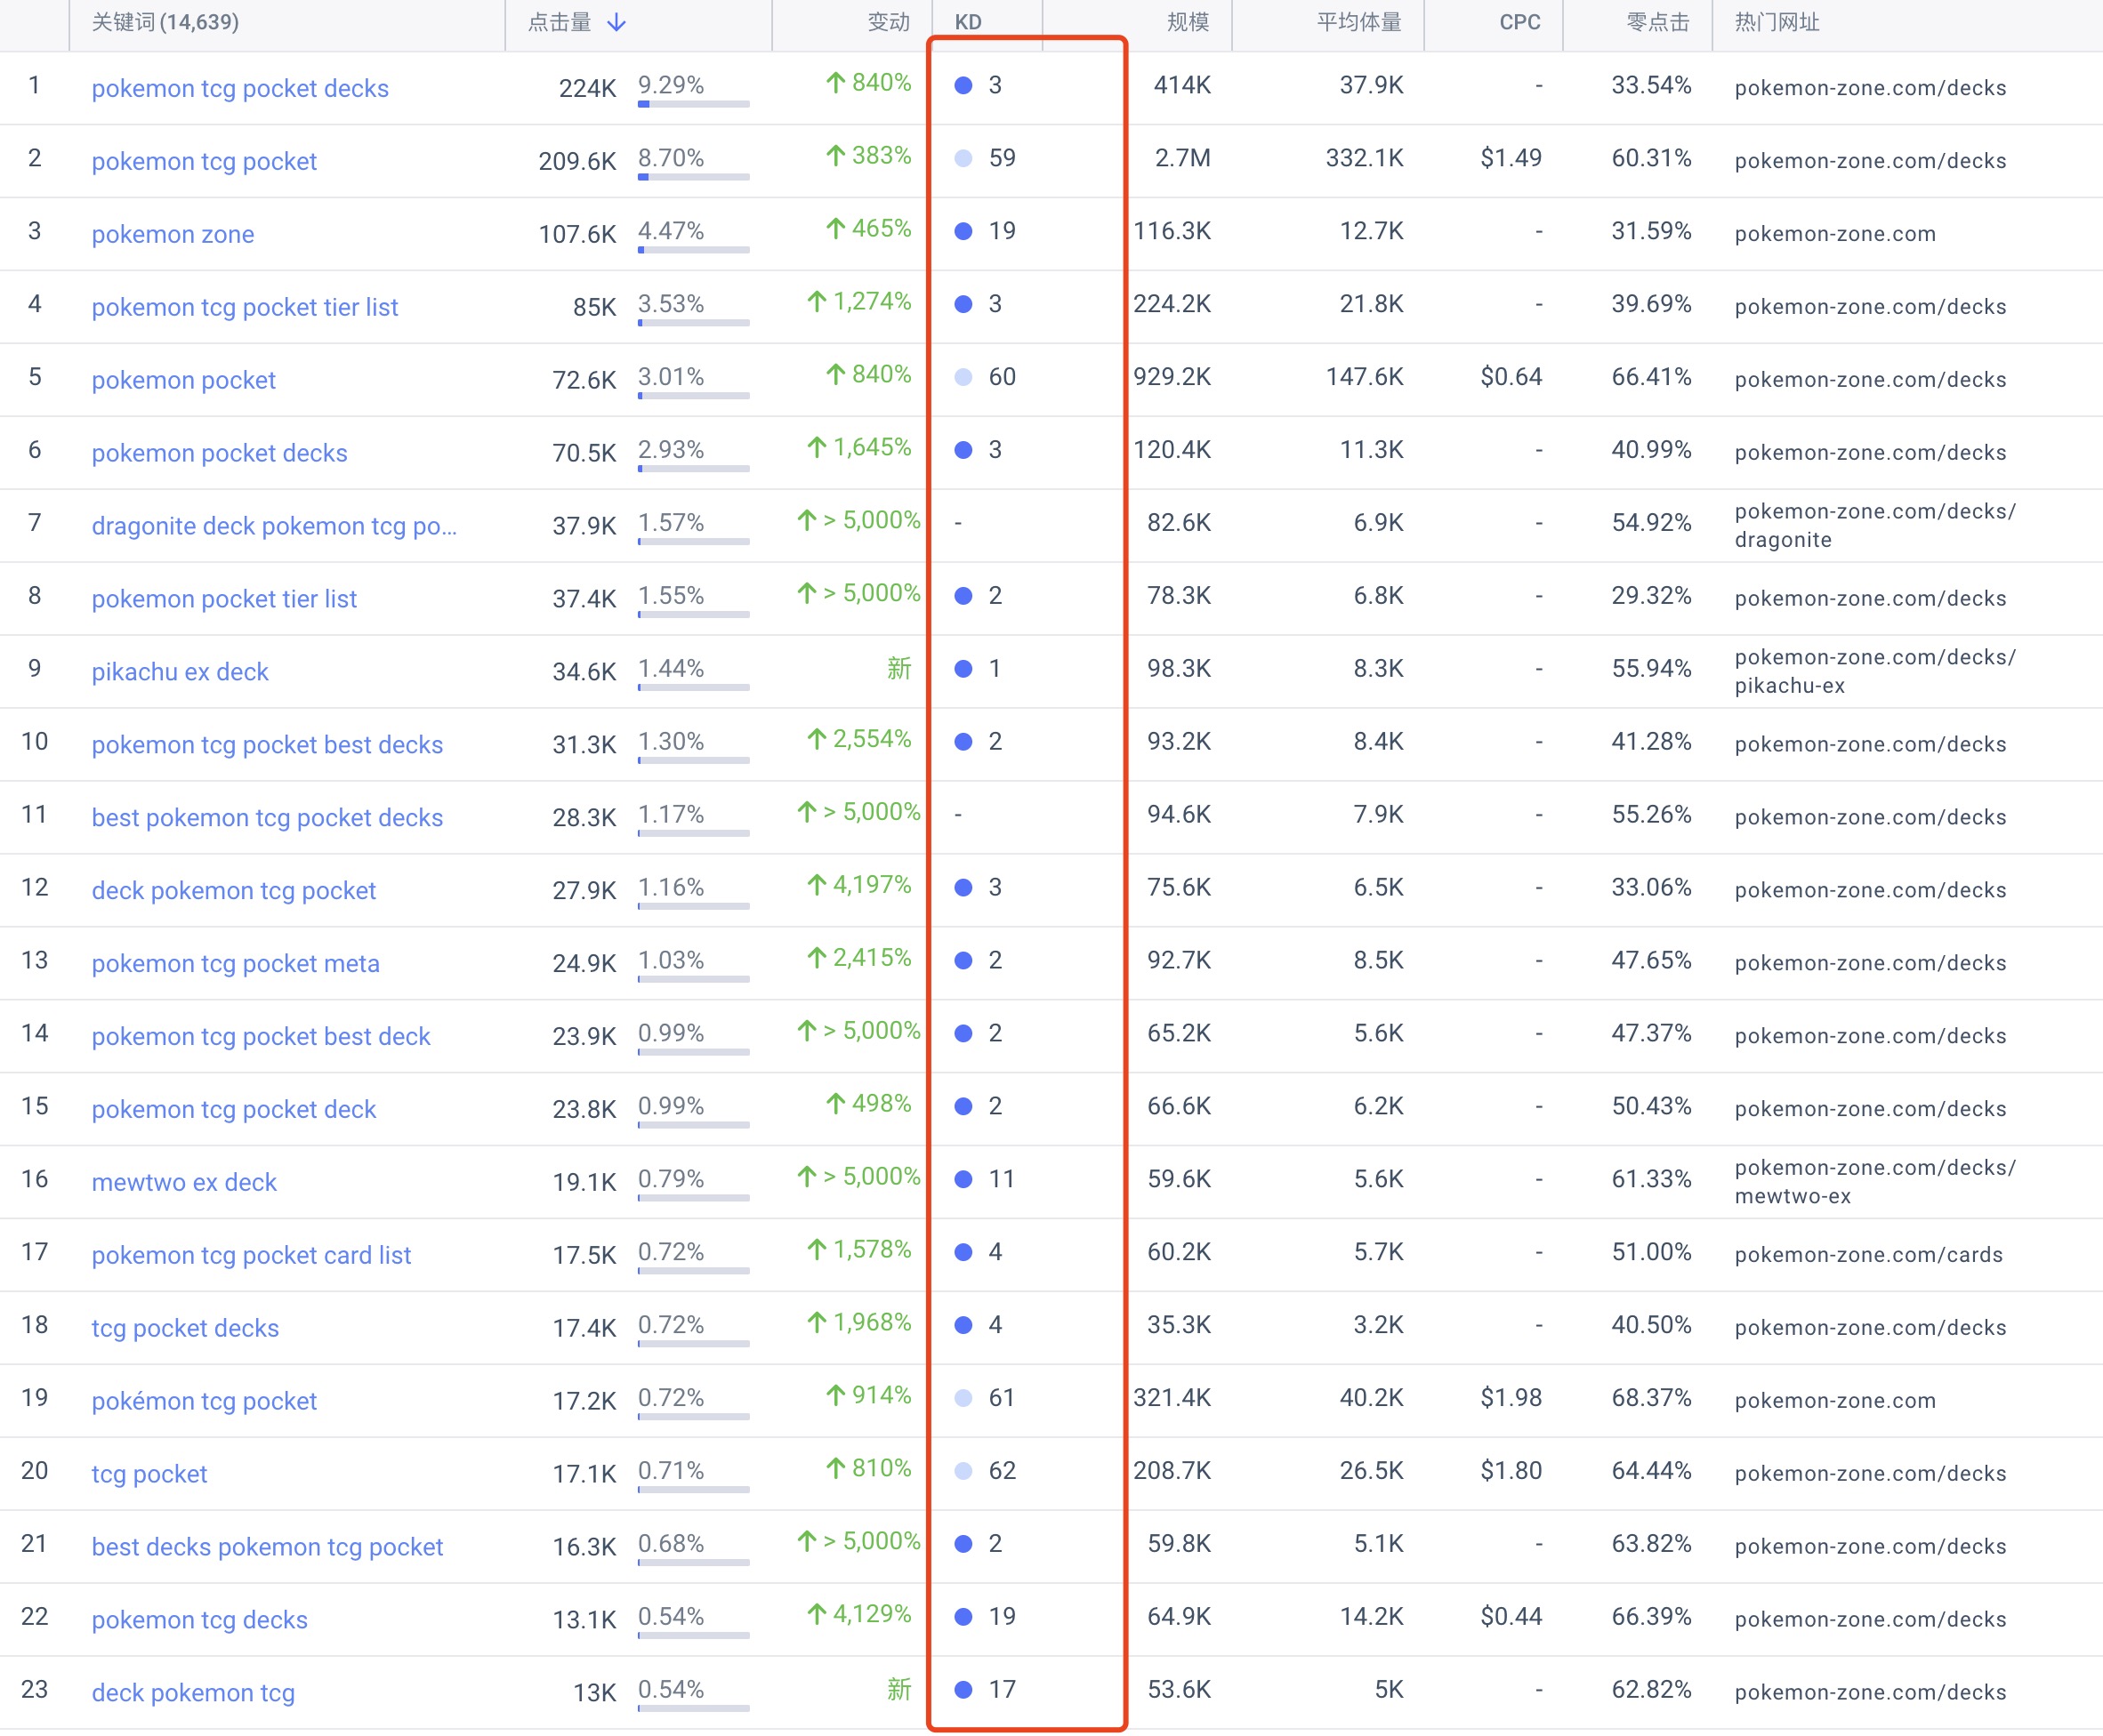 关键词 (14,639) 点击量 ↓ 变动 KD 规模 平均体量 CPC 零点击 热门网址
1 pokemon tcg pocket decks 224K 9.29% ↑ 840% 3 414K 37.9K - 33.54% pokemon-zone.com/decks
2 pokemon tcg pocket 209.6K 8.70% ↑ 383% 59 2.7M 332.1K $1.49 60.31% pokemon-zone.com/decks
3 pokemon zone 107.6K 4.47% ↑ 465% 19 116.3K 12.7K - 31.59% pokemon-zone.com
4 pokemon tcg pocket tier list 85K 3.53% ↑ 1,274% 3 224.2K 21.8K - 39.69% pokemon-zone.com/decks
5 pokemon pocket 72.6K 3.01% ↑ 840% 60 929.2K 147.6K $0.64 66.41% pokemon-zone.com/decks
6 pokemon pocket decks 70.5K 2.93% ↑ 1,645% 3 120.4K 11.3K - 40.99% pokemon-zone.com/decks
7 dragonite deck pokemon tcg po... 37.9K 1.57% ↑ > 5,000% - 82.6K 6.9K - 54.92% pokemon-zone.com/decks/
dragonite
8 pokemon pocket tier list 37.4K 1.55% ↑ > 5,000% 2 78.3K 6.8K - 29.32% pokemon-zone.com/decks
9 pikachu ex deck 34.6K 1.44% 新 1 98.3K 8.3K - 55.94% pokemon-zone.com/decks/
pikachu-ex
10 pokemon tcg pocket best decks 31.3K 1.30% ↑ 2,554% 2 93.2K 8.4K - 41.28% pokemon-zone.com/decks
11 best pokemon tcg pocket decks 28.3K 1.17% ↑ > 5,000% - 94.6K 7.9K - 55.26% pokemon-zone.com/decks
12 deck pokemon tcg pocket 27.9K 1.16% ↑ 4,197% 3 75.6K 6.5K - 33.06% pokemon-zone.com/decks
13 pokemon tcg pocket meta 24.9K 1.03% ↑ 2,415% 2 92.7K 8.5K - 47.65% pokemon-zone.com/decks
14 pokemon tcg pocket best deck 23.9K 0.99% ↑ > 5,000% 2 65.2K 5.6K - 47.37% pokemon-zone.com/decks
15 pokemon tcg pocket deck 23.8K 0.99% ↑ 498% 2 66.6K 6.2K - 50.43% pokemon-zone.com/decks
16 mewtwo ex deck 19.1K 0.79% ↑ > 5,000% 11 59.6K 5.6K - 61.33% pokemon-zone.com/decks/
mewtwo-ex
17 pokemon tcg pocket card list 17.5K 0.72% ↑ 1,578% 4 60.2K 5.7K - 51.00% pokemon-zone.com/cards
18 tcg pocket decks 17.4K 0.72% ↑ 1,968% 4 35.3K 3.2K - 40.50% pokemon-zone.com/decks
19 pokémon tcg pocket 17.2K 0.72% ↑ 914% 61 321.4K 40.2K $1.98 68.37% pokemon-zone.com
20 tcg pocket 17.1K 0.71% ↑ 810% 62 208.7K 26.5K $1.80 64.44% pokemon-zone.com/decks
21 best decks pokemon tcg pocket 16.3K 0.68% ↑ > 5,000% 2 59.8K 5.1K - 63.82% pokemon-zone.com/decks
22 pokemon tcg decks 13.1K 0.54% ↑ 4,129% 19 64.9K 14.2K $0.44 66.39% pokemon-zone.com/decks
23 deck pokemon tcg 13K 0.54% 新 17 53.6K 5K - 62.82% pokemon-zone.com/decks